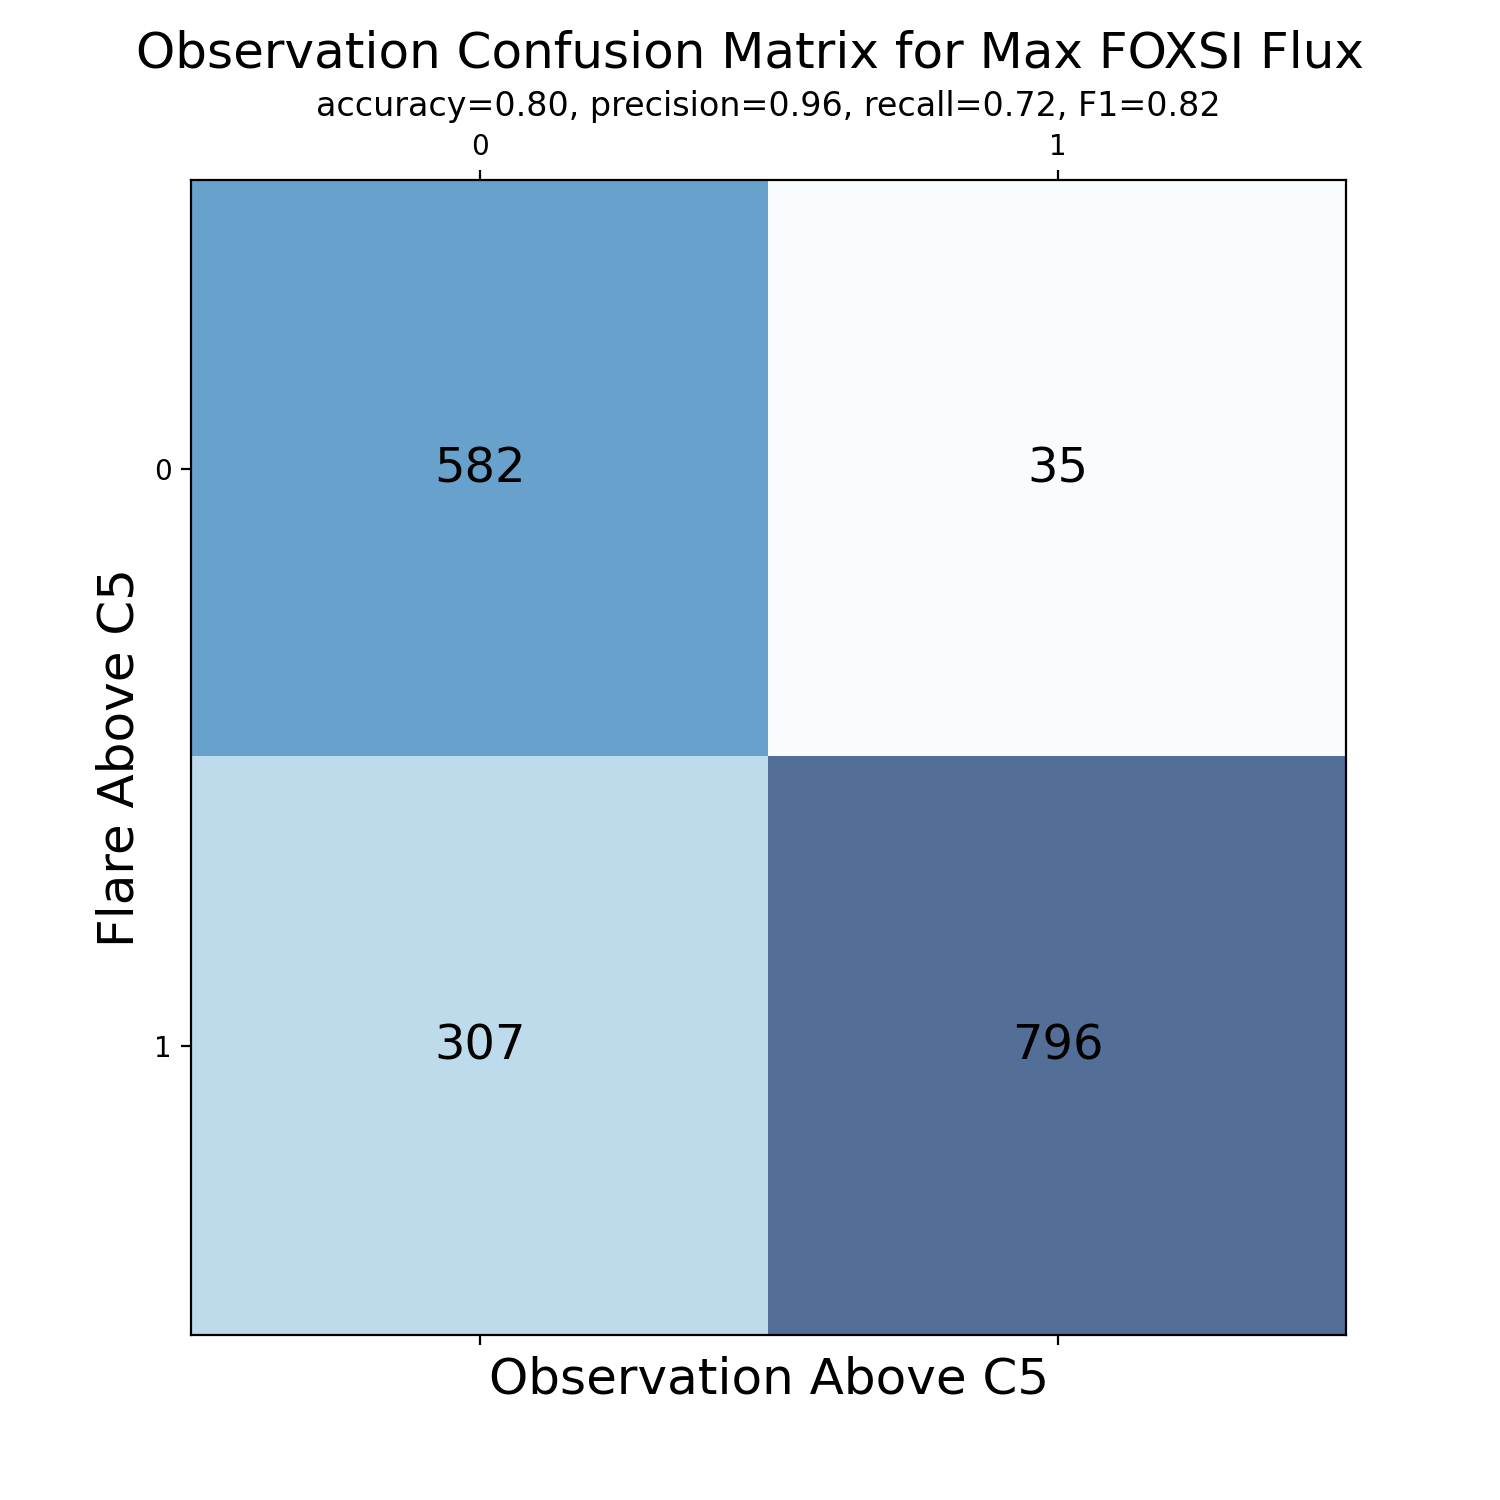 Observation Confusion Matrix for Max FOXSI Flux
accuracy=0.80, precision=0.96, recall=0.72, F1=0.82
0 1
0
582 35
Flare Above C5
1
307 796
Observation Above C5